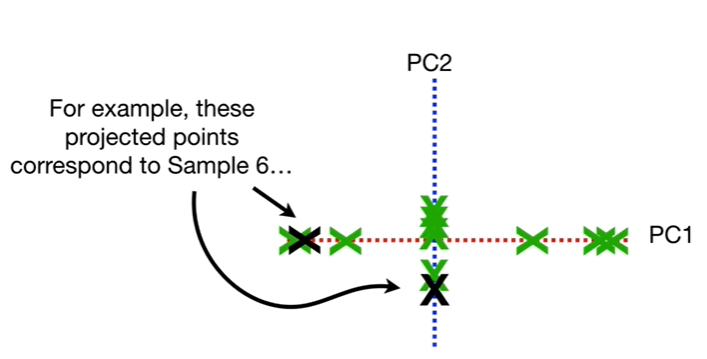 PC2
For example, these
projected points
correspond to Sample 6...
PC1